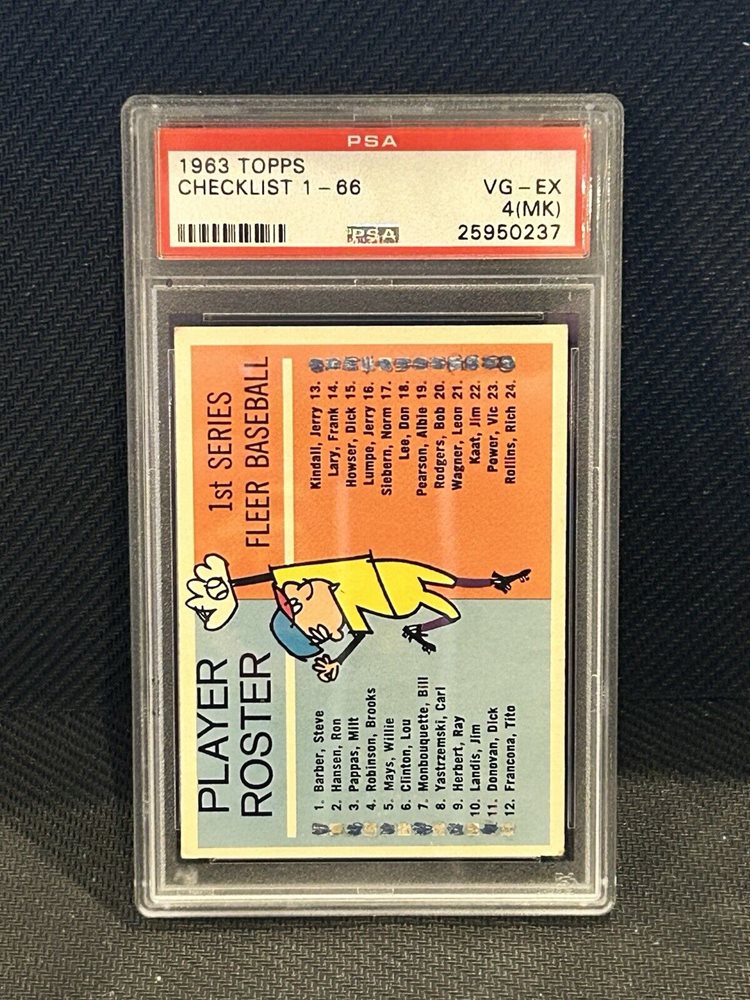 PSA
1963 TOPPS
CHECKLIST 1 - 66
VG - EX
4(MK)
PSA
25950237
PLAYER
ROSTER
1st SERIES
FLEER BASEBALL
1. Barber, Steve
2. Hansen, Ron
3. Pappas, Milt
4. Robinson, Brooks
5. Mays, Willie
6. Clinton, Lou
7. Monbouquette, Bill
8. Yastrzemski, Carl
9. Herbert, Ray
10. Landis, Jim
11. Donovan, Dick
12. Francona, Tito
Kindall, Jerry 13.
Lary, Frank 14.
Howser, Dick 15.
Lumpe, Jerry 16.
Siebern, Norm 17.
Lee, Don 18.
Pearson, Albie 19.
Rodgers, Bob 20.
Wagner, Leon 21.
Kaat, Jim 22.
Power, Vic 23.
Rollins, Rich 24.